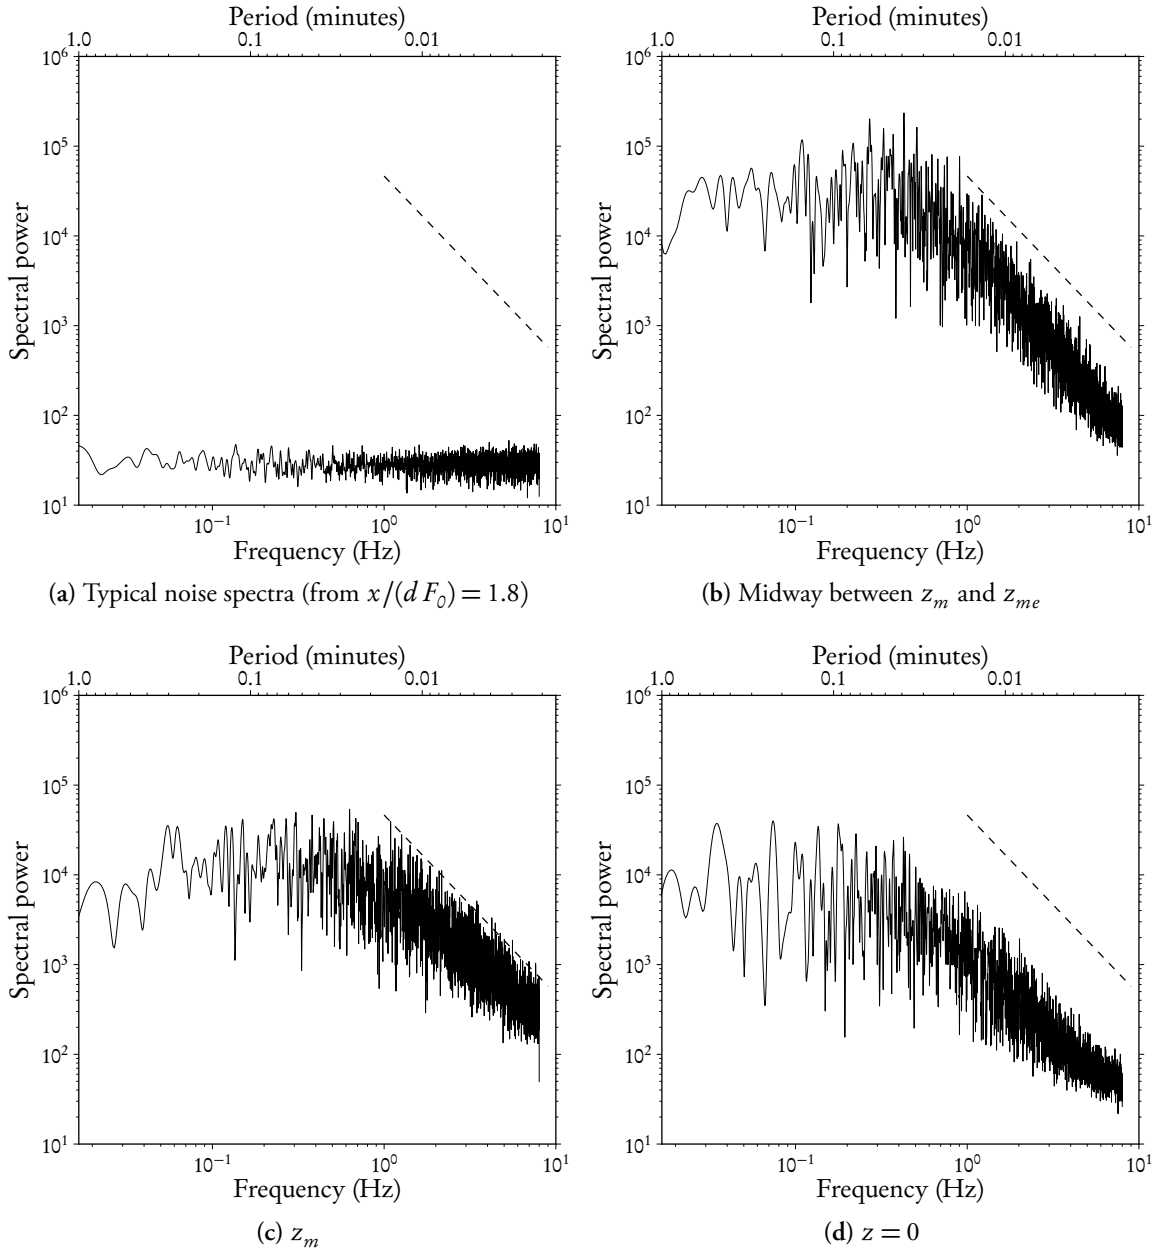 Period (minutes)
1.0 0.1 0.01
10^6
10^5
10^4
10^3
10^2
10^1
Spectral power
10^−1 10^0 10^1
Frequency (Hz)
(a) Typical noise spectra (from x/(d F_0) = 1.8)
Period (minutes)
1.0 0.1 0.01
10^6
10^5
10^4
10^3
10^2
10^1
Spectral power
10^−1 10^0 10^1
Frequency (Hz)
(b) Midway between z_m and z_me
Period (minutes)
1.0 0.1 0.01
10^6
10^5
10^4
10^3
10^2
10^1
Spectral power
10^−1 10^0 10^1
Frequency (Hz)
(c) z_m
Period (minutes)
1.0 0.1 0.01
10^6
10^5
10^4
10^3
10^2
10^1
Spectral power
10^−1 10^0 10^1
Frequency (Hz)
(d) z = 0